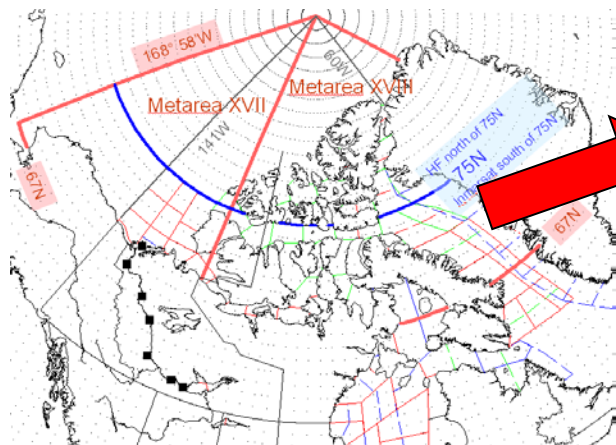 168° 58'W
60W
Metarea XVII
Metarea XVIII
141W
67N
HF north of 75N
75N
Inmarsat south of 75N
67N